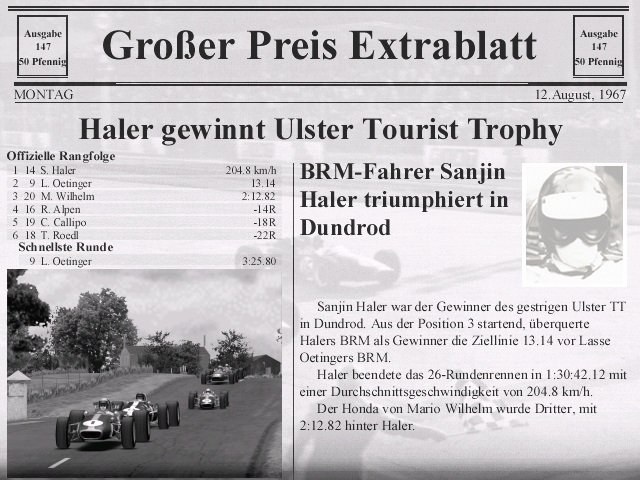 Ausgabe
147
50 Pfennig
Großer Preis Extrablatt
Ausgabe
147
50 Pfennig
MONTAG
12.August, 1967
Haler gewinnt Ulster Tourist Trophy
Offizielle Rangfolge
1 14 S. Haler 204.8 km/h
2 9 L. Oetinger 13.14
3 20 M. Wilhelm 2:12.82
4 16 R. Alpen -14R
5 19 C. Callipo -18R
6 18 T. Roedl -22R
Schnellste Runde
9 L. Oetinger 3:25.80
BRM-Fahrer Sanjin
Haler triumphiert in
Dundrod
Sanjin Haler war der Gewinner des gestrigen Ulster TT
in Dundrod. Aus der Position 3 startend, überquerte
Halers BRM als Gewinner die Ziellinie 13.14 vor Lasse
Oetingers BRM.
Haler beendete das 26-Rundenrennen in 1:30:42.12 mit
einer Durchschnittsgeschwindigkeit von 204.8 km/h.
Der Honda von Mario Wilhelm wurde Dritter, mit
2:12.82 hinter Haler.